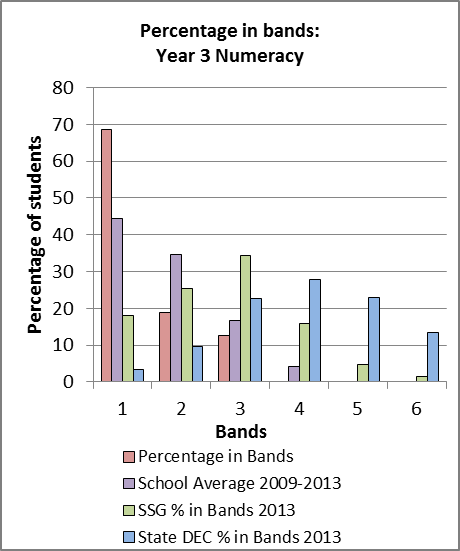 Percentage in bands:
Year 3 Numeracy
80
70
60
50
40
30
20
10
0
Percentage of students
1 2 3 4 5 6
Bands
Percentage in Bands
School Average 2009-2013
SSG % in Bands 2013
State DEC % in Bands 2013